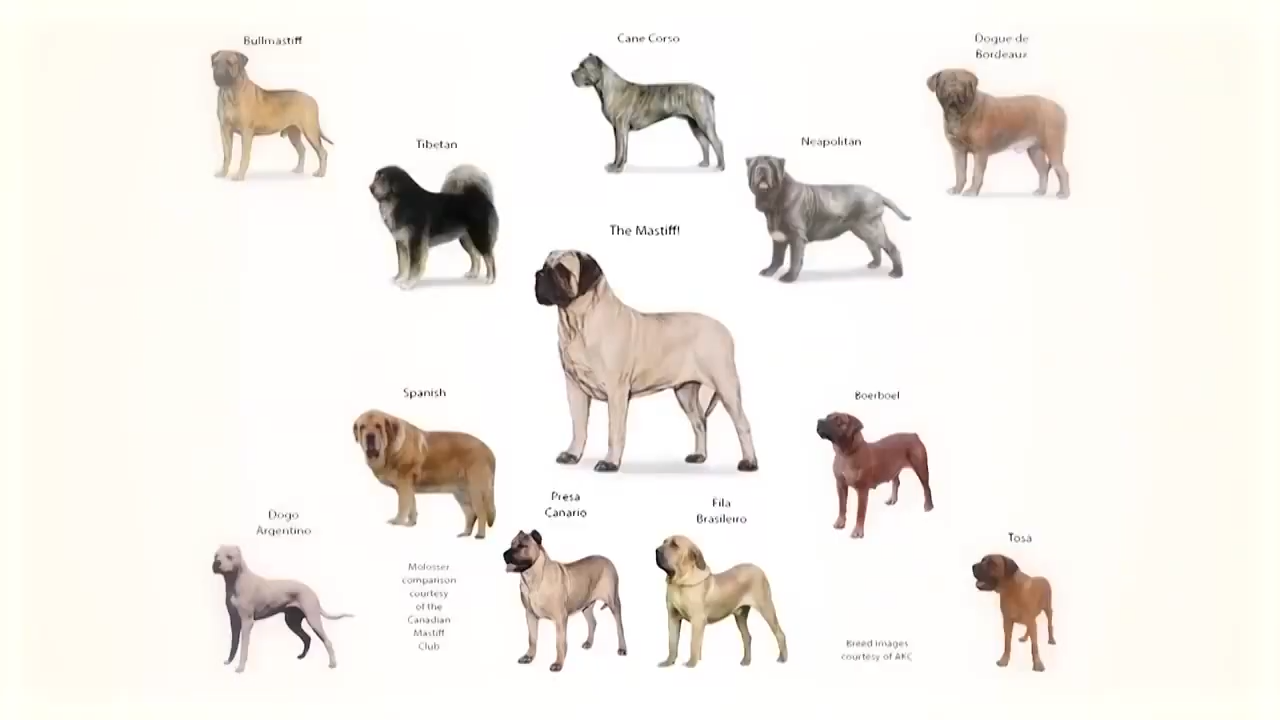 Bullmastiff
Cane Corso
Dogue de
Bordeaux
Tibetan
Neapolitan
The Mastiff!
Spanish
Boerboel
Presa
Canario
Fila
Brasileiro
Dogo
Argentino
Tosa
Molosser
comparison
courtesy
of the
Canadian
Mastiff
Club
Breed images
courtesy of AKC